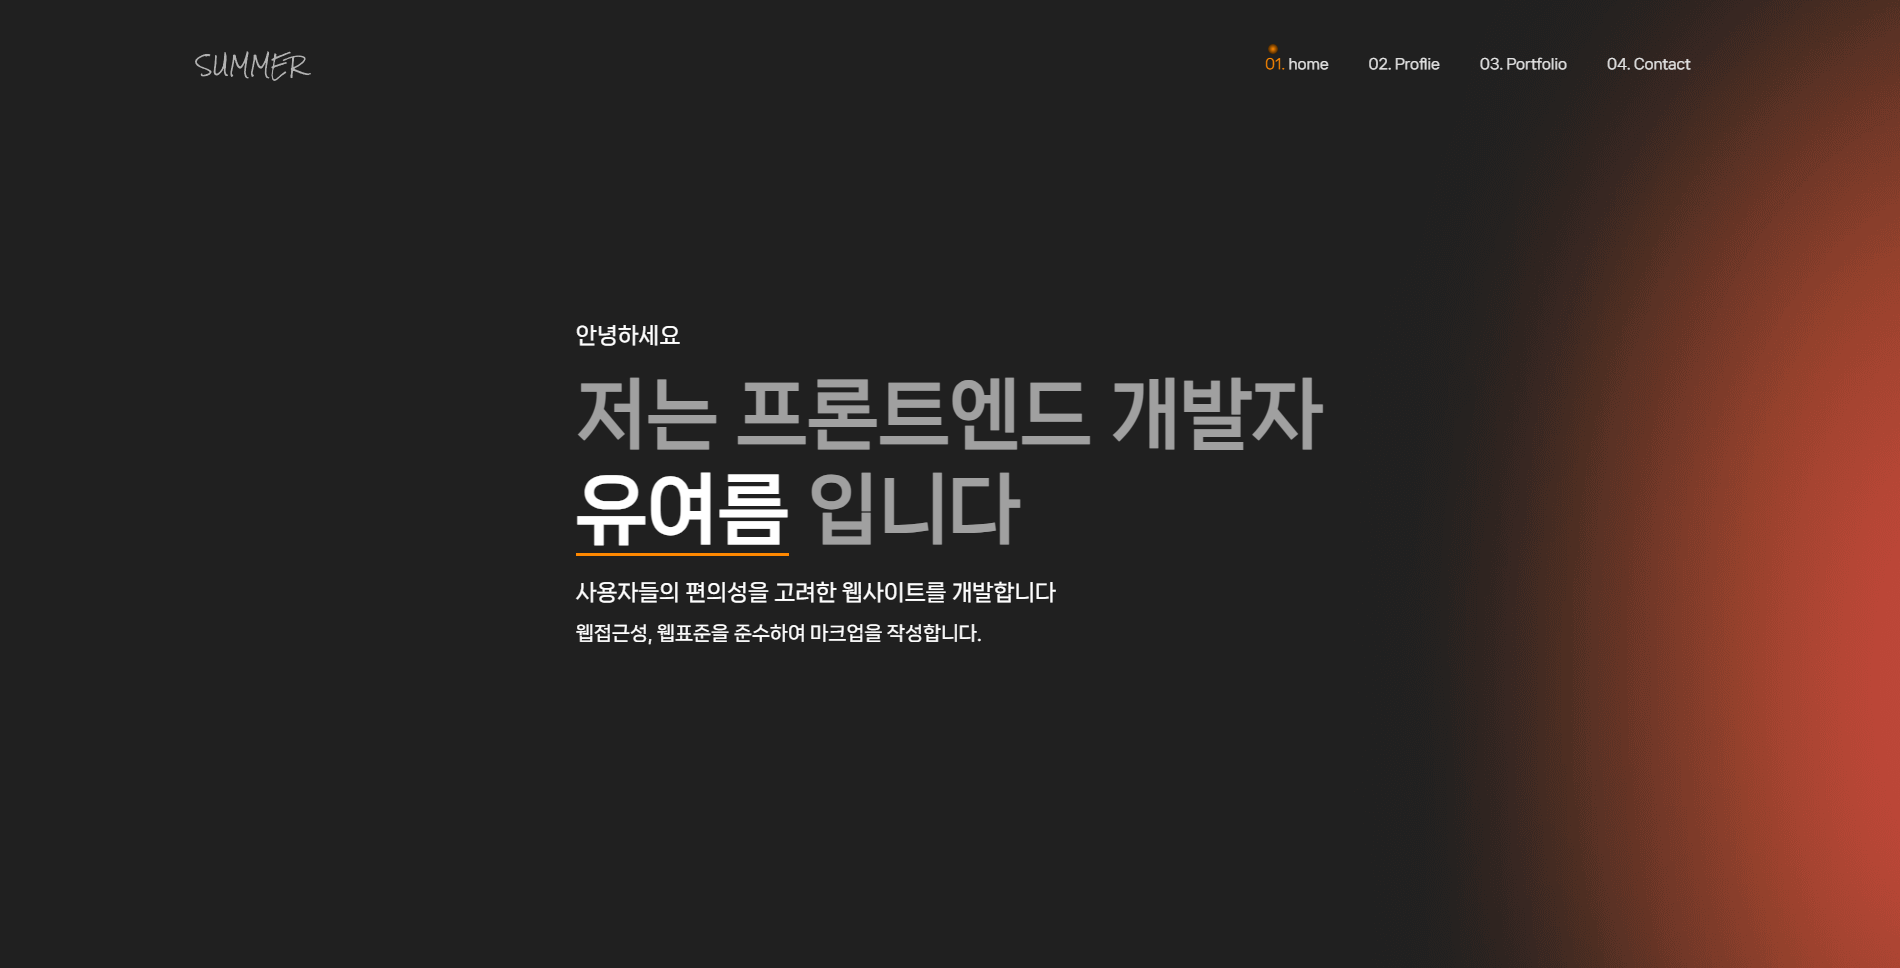 SUMMER
01. home 02. Proflie 03. Portfolio 04. Contact
안녕하세요
저는 프론트엔드 개발자
유여름 입니다
사용자들의 편의성을 고려한 웹사이트를 개발합니다
웹접근성, 웹표준을 준수하여 마크업을 작성합니다.